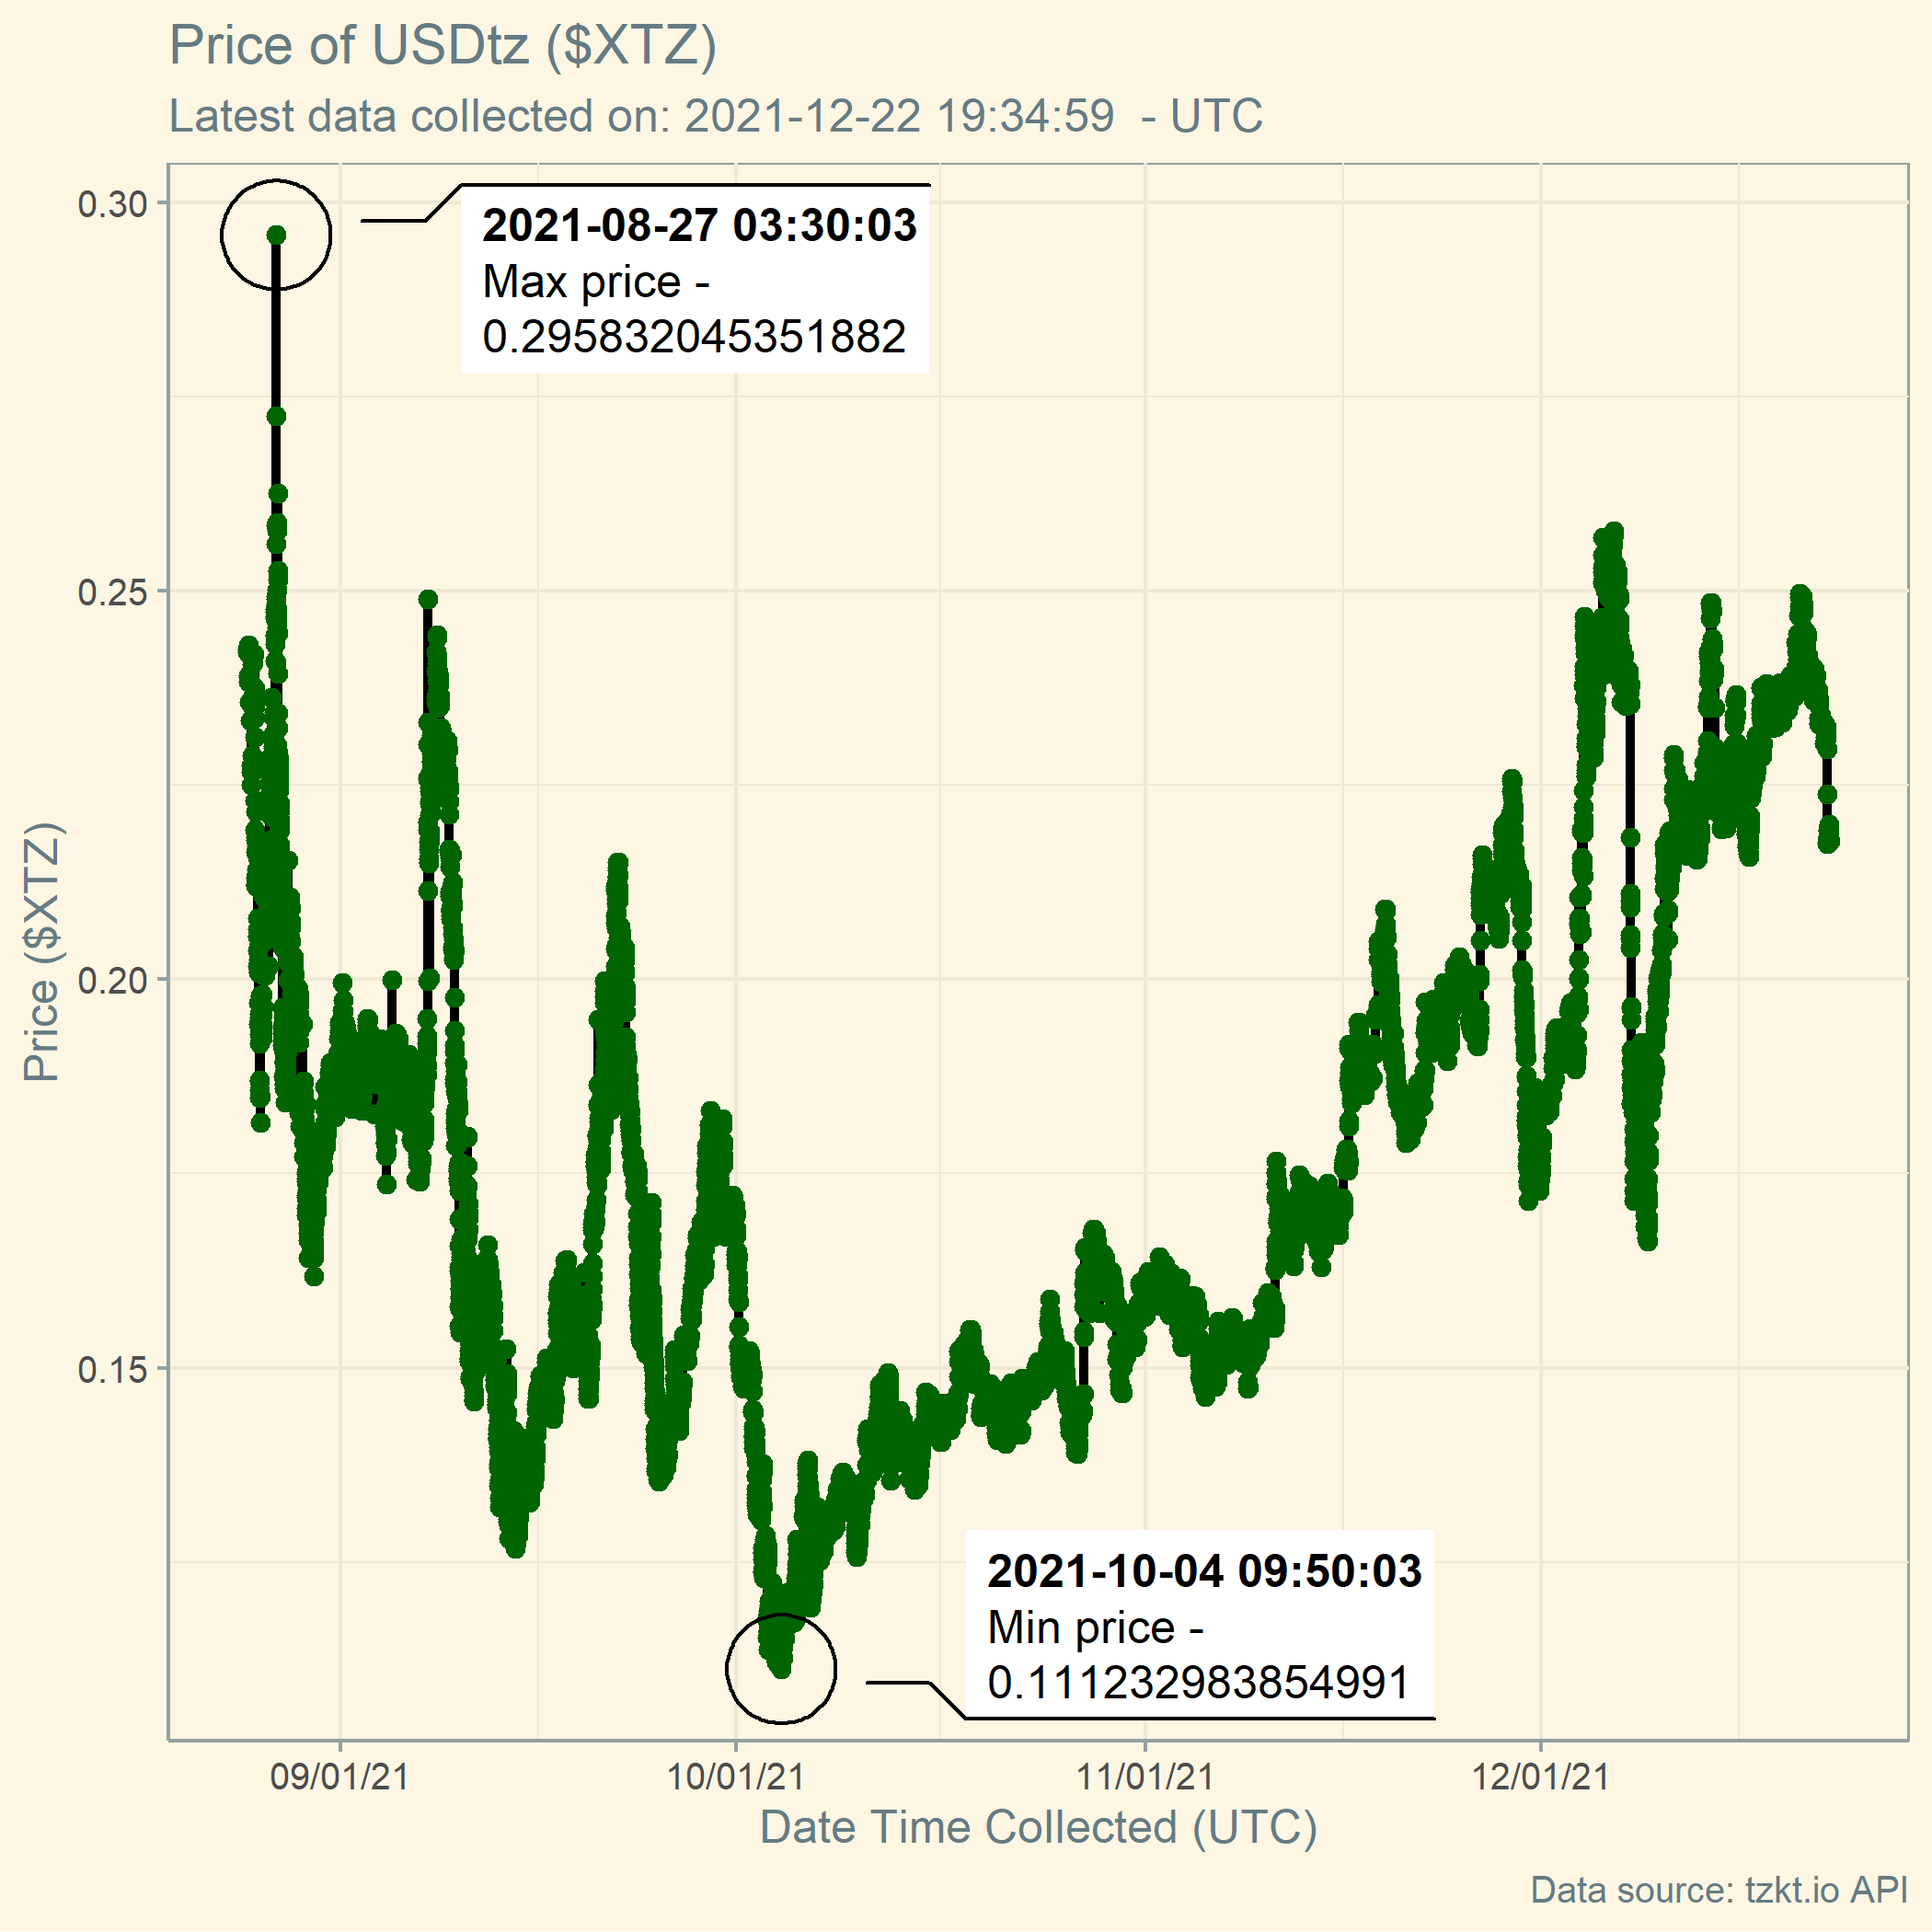 Price of USDtz ($XTZ)
Latest data collected on: 2021-12-22 19:34:59  - UTC
0.30
0.25
0.20
0.15
Price ($XTZ)
2021-08-27 03:30:03
Max price -
0.295832045351882
2021-10-04 09:50:03
Min price -
0.111232983854991
09/01/21
10/01/21
11/01/21
12/01/21
Date Time Collected (UTC)
Data source: tzkt.io API